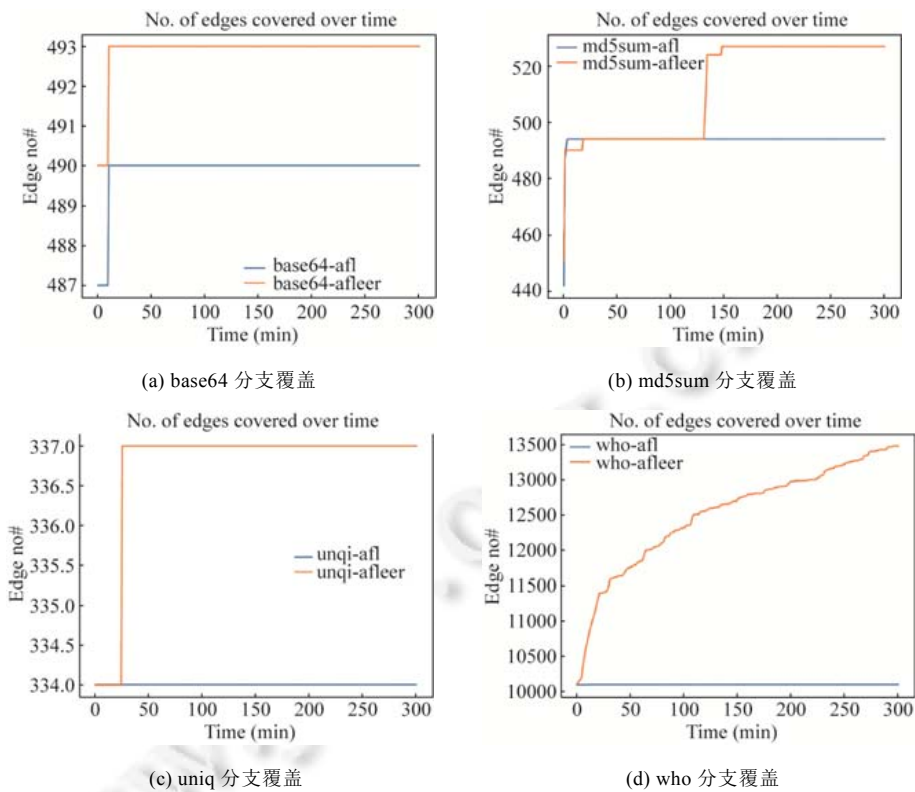 No. of edges covered over time
493
492
491
490
489
488
487
Edge no#
base64-afl
base64-afleer
0 50 100 150 200 250 300
Time (min)
(a) base64 分支覆盖
No. of edges covered over time
520
500
480
460
440
Edge no#
md5sum-afl
md5sum-afleer
0 50 100 150 200 250 300
Time (min)
(b) md5sum 分支覆盖
No. of edges covered over time
337.0
336.5
336.0
335.5
335.0
334.5
334.0
Edge no#
unqi-afl
unqi-afleer
0 50 100 150 200 250 300
Time (min)
(c) uniq 分支覆盖
No. of edges covered over time
13500
13000
12500
12000
11500
11000
10500
10000
Edge no#
who-afl
who-afleer
0 50 100 150 200 250 300
Time (min)
(d) who 分支覆盖